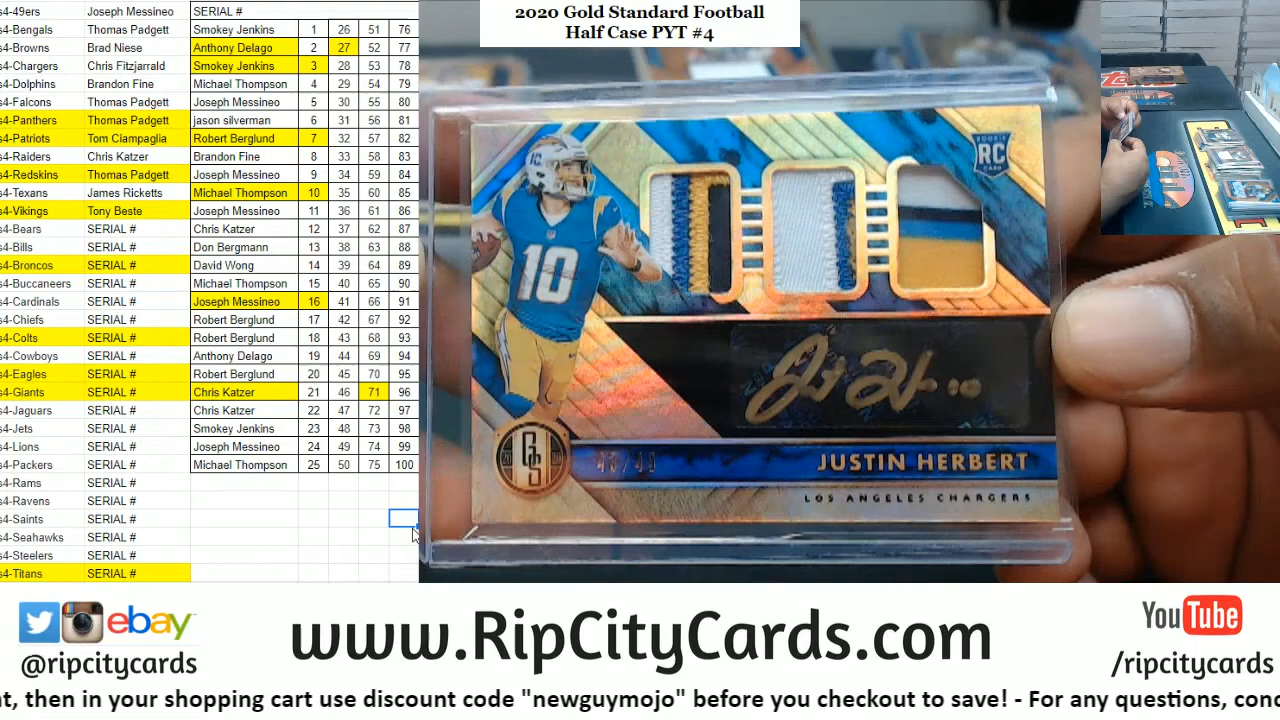 s4-49ers Joseph Messineo SERIAL #
s4-Bengals Thomas Padgett Smokey Jenkins 1 26 51 76
s4-Browns Brad Niese Anthony Delago 2 27 52 77
s4-Chargers Chris Fitzjarrald Smokey Jenkins 3 28 53 78
s4-Dolphins Brandon Fine Michael Thompson 4 29 54 79
s4-Falcons Thomas Padgett Joseph Messineo 5 30 55 80
s4-Panthers Thomas Padgett jason silverman 6 31 56 81
s4-Patriots Tom Ciampaglia Robert Berglund 7 32 57 82
s4-Raiders Chris Katzer Brandon Fine 8 33 58 83
s4-Redskins Thomas Padgett Joseph Messineo 9 34 59 84
s4-Texans James Ricketts Michael Thompson 10 35 60 85
s4-Vikings Tony Beste Joseph Messineo 11 36 61 86
s4-Bears SERIAL # Chris Katzer 12 37 62 87
s4-Bills SERIAL # Don Bergmann 13 38 63 88
s4-Broncos SERIAL # David Wong 14 39 64 89
s4-Buccaneers SERIAL # Michael Thompson 15 40 65 90
s4-Cardinals SERIAL # Joseph Messineo 16 41 66 91
s4-Chiefs SERIAL # Robert Berglund 17 42 67 92
s4-Colts SERIAL # Robert Berglund 18 43 68 93
s4-Cowboys SERIAL # Anthony Delago 19 44 69 94
s4-Eagles SERIAL # Robert Berglund 20 45 70 95
s4-Giants SERIAL # Chris Katzer 21 46 71 96
s4-Jaguars SERIAL # Chris Katzer 22 47 72 97
s4-Jets SERIAL # Smokey Jenkins 23 48 73 98
s4-Lions SERIAL # Joseph Messineo 24 49 74 99
s4-Packers SERIAL # Michael Thompson 25 50 75 100
s4-Rams SERIAL #
s4-Ravens SERIAL #
s4-Saints SERIAL #
s4-Seahawks SERIAL #
s4-Steelers SERIAL #
s4-Titans SERIAL #
2020 Gold Standard Football
Half Case PYT #4
ROOKIE
RC
CARD
10
GS
JUSTIN HERBERT
LOS ANGELES CHARGERS
ebay
@ripcitycards
www.RipCityCards.com
YouTube
/ripcitycards
t, then in your shopping cart use discount code "newguymojo" before you checkout to save! - For any questions, conc